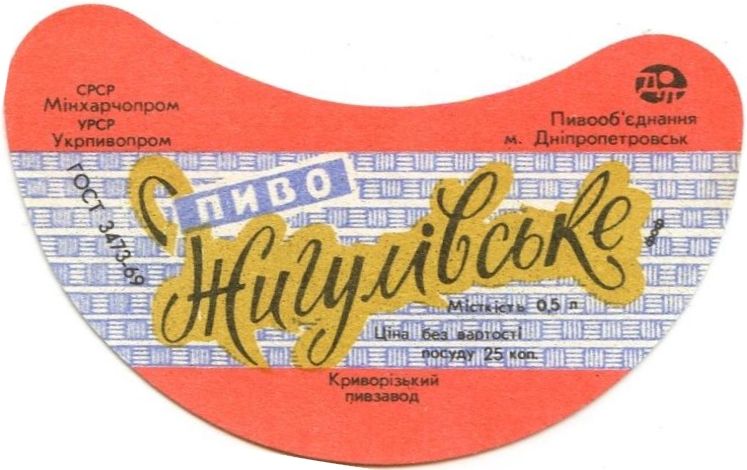 СРСР
Мінхарчопром
УРСР
Укрпивопром
Пивооб'єднання
м. Дніпропетровськ
ГОСТ 3473-69
ПИВО
Жигулівське
Місткість 0,5 л
Ціна без вартості
посуду 25 коп.
Криворізький
пивзавод